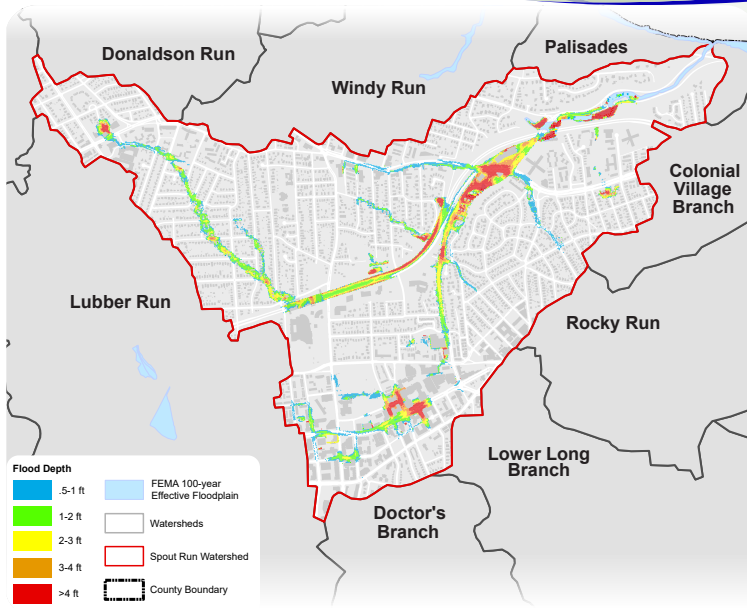 Donaldson Run
Palisades
Windy Run
Colonial
Village
Branch
Lubber Run
Rocky Run
Lower Long
Branch
Doctor's
Branch
Flood Depth
.5-1 ft
1-2 ft
2-3 ft
3-4 ft
>4 ft
FEMA 100-year
Effective Floodplain
Watersheds
Spout Run Watershed
County Boundary